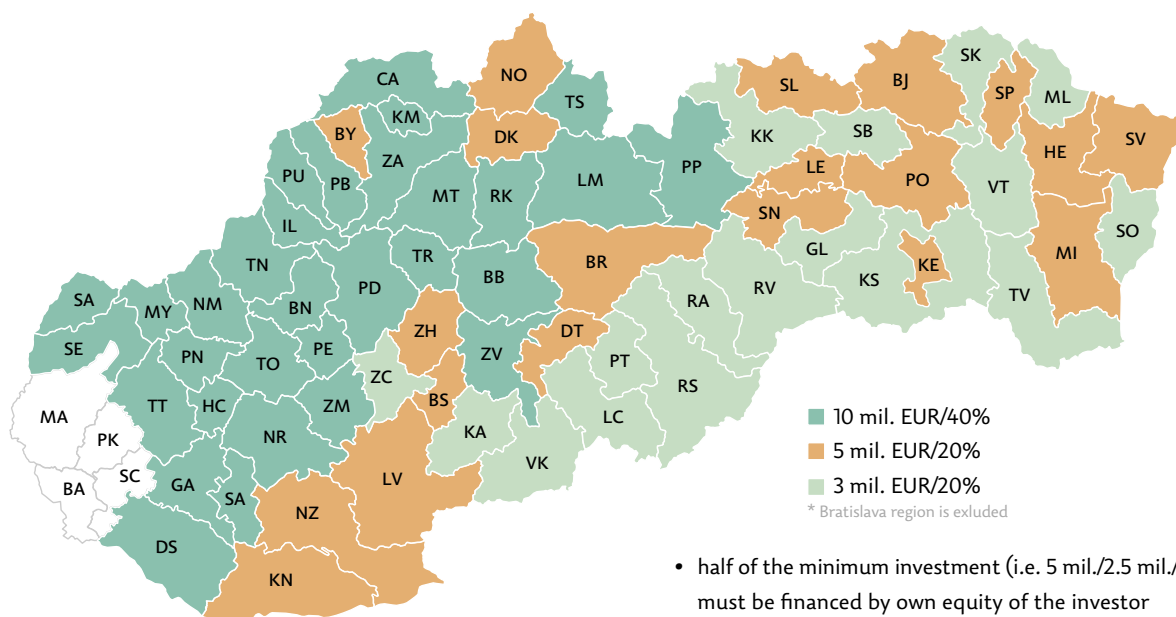 NO
CA
TS
SK
BJ
SL
SP
ML
KM
BY
DK
SV
KK
SB
HE
ZA
PP
LE
PU
PB
LM
PO
VT
MT
RK
SN
IL
SO
GL
TN
TR
BR
KE
MI
BB
RV
KS
PD
TV
SA
MY
NM
BN
RA
ZH
DT
SE
PN
TO
PE
ZV
PT
ZC
RS
BS
MA
TT
HC
ZM
LC
10 mil. EUR/40%
PK
NR
KA
5 mil. EUR/20%
VK
SC
BA
GA
SA
LV
3 mil. EUR/20%
NZ
* Bratislava region is exluded
DS
KN
• half of the minimum investment (i.e. 5 mil./2.5 mil./
must be financed by own equity of the investor